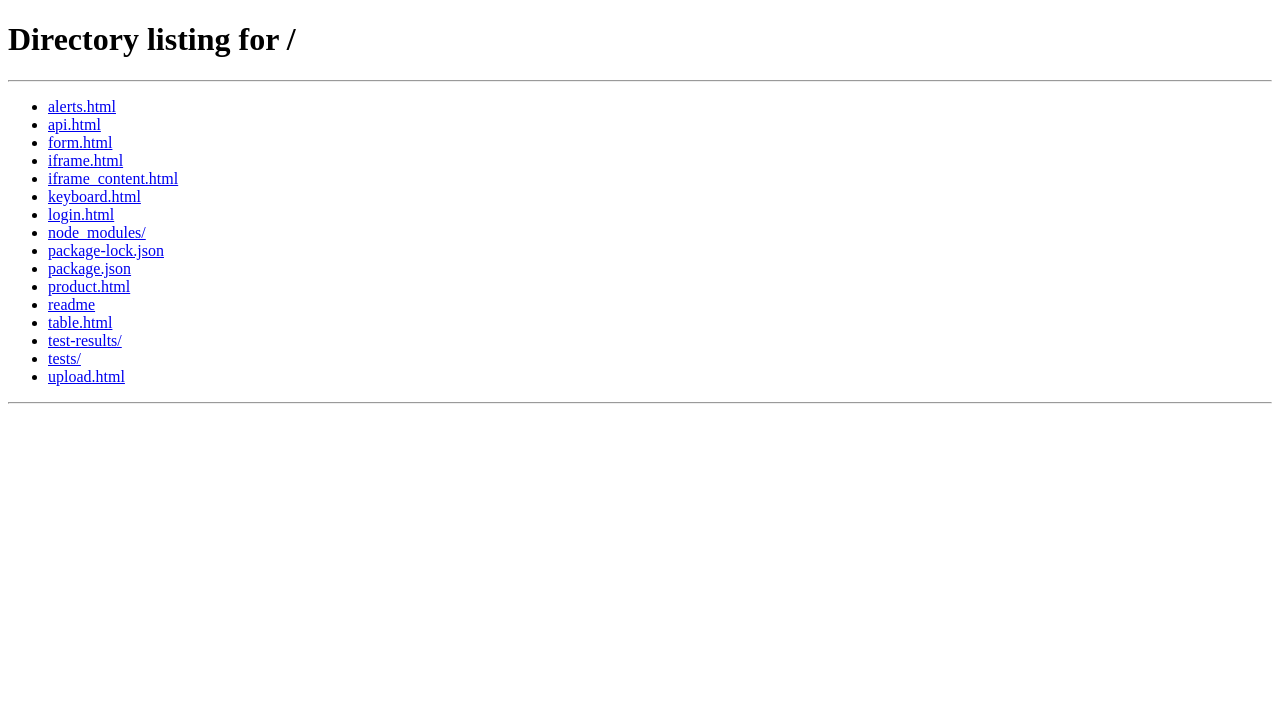 Directory listing for /
alerts.html
api.html
form.html
iframe.html
iframe_content.html
keyboard.html
login.html
node_modules/
package-lock.json
package.json
product.html
readme
table.html
test-results/
tests/
upload.html